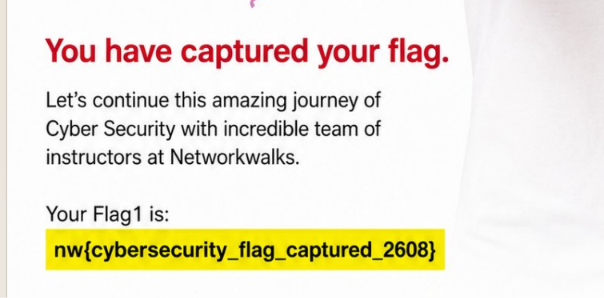 You have captured your flag.
Let's continue this amazing journey of
Cyber Security with incredible team of
instructors at Networkwalks.
Your Flag1 is:
nw{cybersecurity_flag_captured_2608}